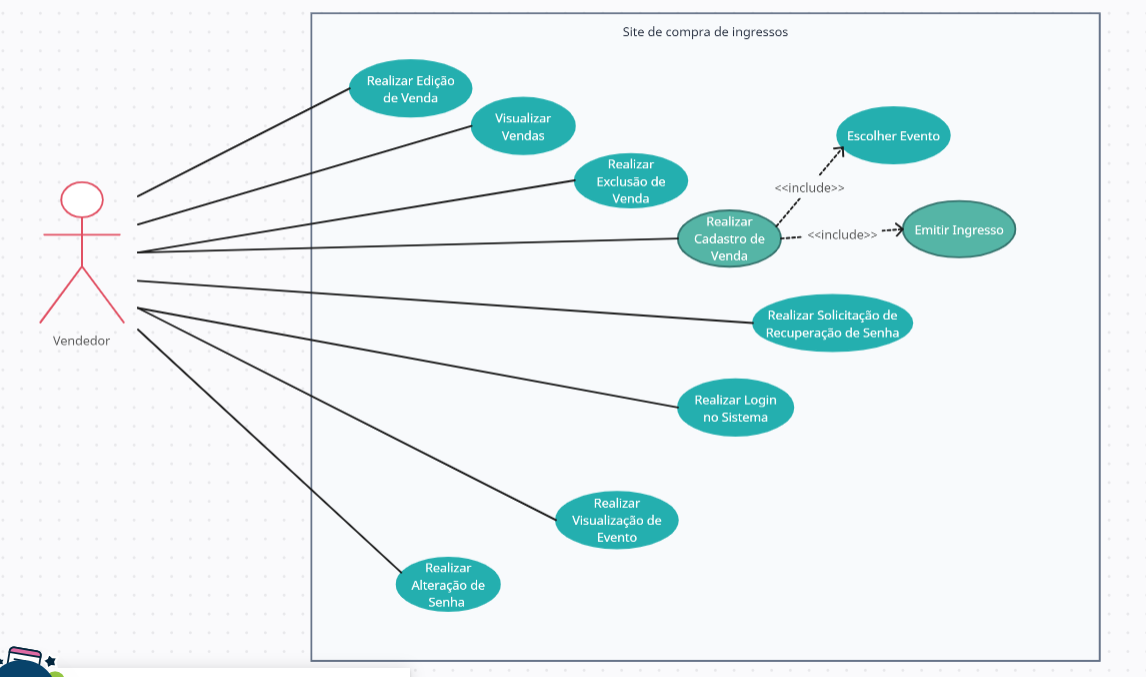 Site de compra de ingressos
Realizar Edição
de Venda
Visualizar
Vendas
Escolher Evento
Realizar
Exclusão de
Venda
<<include>>
Realizar
Cadastro de
Venda
<<include>>
Emitir Ingresso
Realizar Solicitação de
Recuperação de Senha
Vendedor
Realizar Login
no Sistema
Realizar
Visualização de
Evento
Realizar
Alteração de
Senha